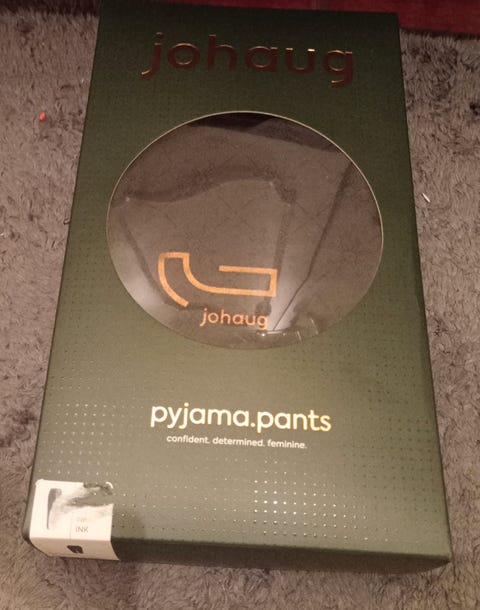 johaug
johaug
pyjama.pants
confident. determined. feminine.
INK